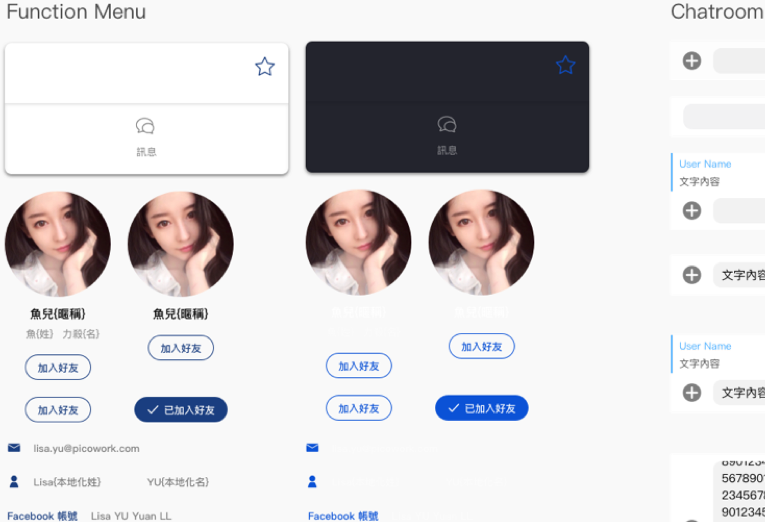 Function Menu
Chatroom
訊息
訊息
User Name
文字內容
文字內容
魚兒{暱稱}
魚兒{暱稱}
魚{姓} 力毅{名}
加入好友
加入好友
加入好友
加入好友
加入好友
已加入好友
加入好友
已加入好友
User Name
文字內容
文字內容
lisa.yu@picowork.com
Lisa{本地化姓} YU{本地化名}
Facebook 帳號 Lisa YU Yuan LL
Facebook 帳號
567890
234567
901234